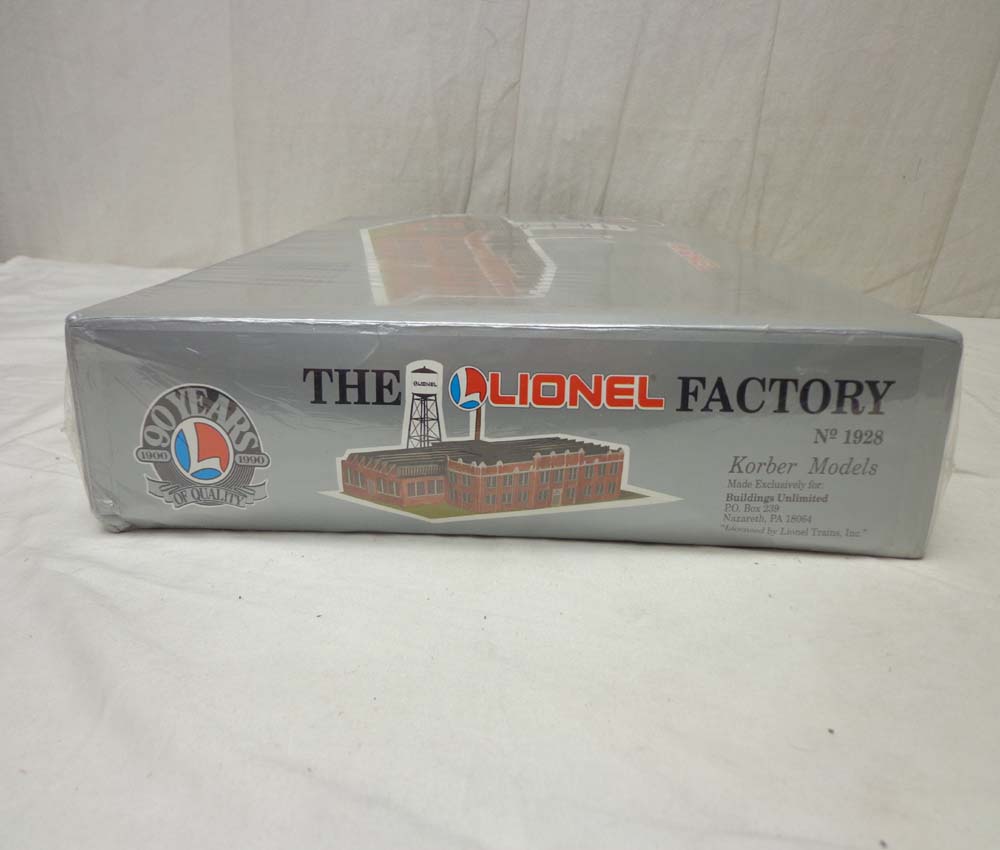 THE LIONEL FACTORY
LIONEL
Nº 1928
90 YEARS
1900 1990
OF QUALITY
L
Korber Models
Made Exclusively for:
Buildings Unlimited
P.O. Box 239
Nazareth, PA 18064
"Licensed by Lionel Trains, Inc."